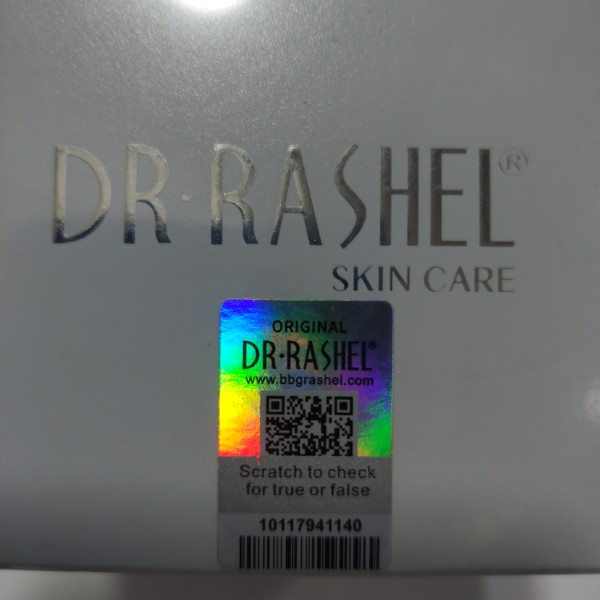 DR·RASHEL®
SKIN CARE
ORIGINAL
DR·RASHEL®
www.bbgrashel.com
Scratch to check
for true or false
10117941140